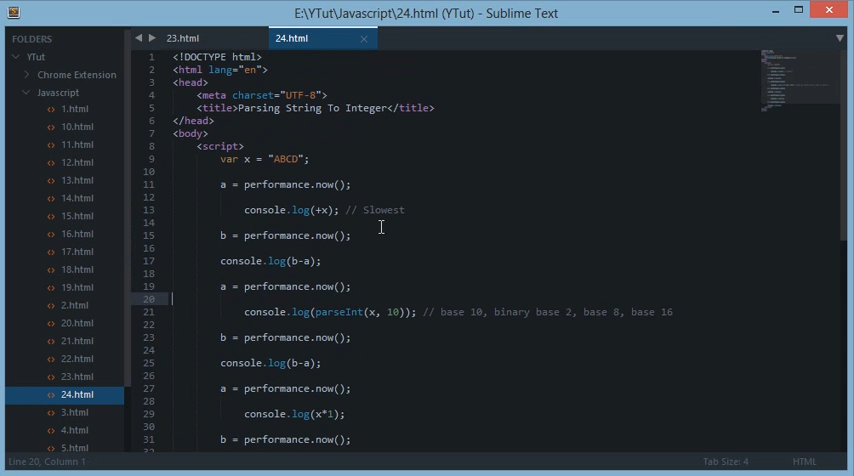 E:\YTut\Javascript\24.html (YTut) - Sublime Text
FOLDERS
YTut
Chrome Extension
Javascript
1.html
10.html
11.html
12.html
13.html
14.html
15.html
16.html
17.html
18.html
19.html
2.html
20.html
21.html
22.html
23.html
24.html
3.html
4.html
5.html
23.html
24.html
1 <!DOCTYPE html>
2 <html lang="en">
3 <head>
4 <meta charset="UTF-8">
5 <title>Parsing String To Integer</title>
6 </head>
7 <body>
8 <script>
9 var x = "ABCD";
10
11 a = performance.now();
12
13 console.log(+x); // Slowest
14
15 b = performance.now();
16
17 console.log(b-a);
18
19 a = performance.now();
20
21 console.log(parseInt(x, 10)); // base 10, binary base 2, base 8, base 16
22
23 b = performance.now();
24
25 console.log(b-a);
26
27 a = performance.now();
28
29 console.log(x*1);
30
31 b = performance.now();
Line 20, Column 1
Tab Size: 4
HTML